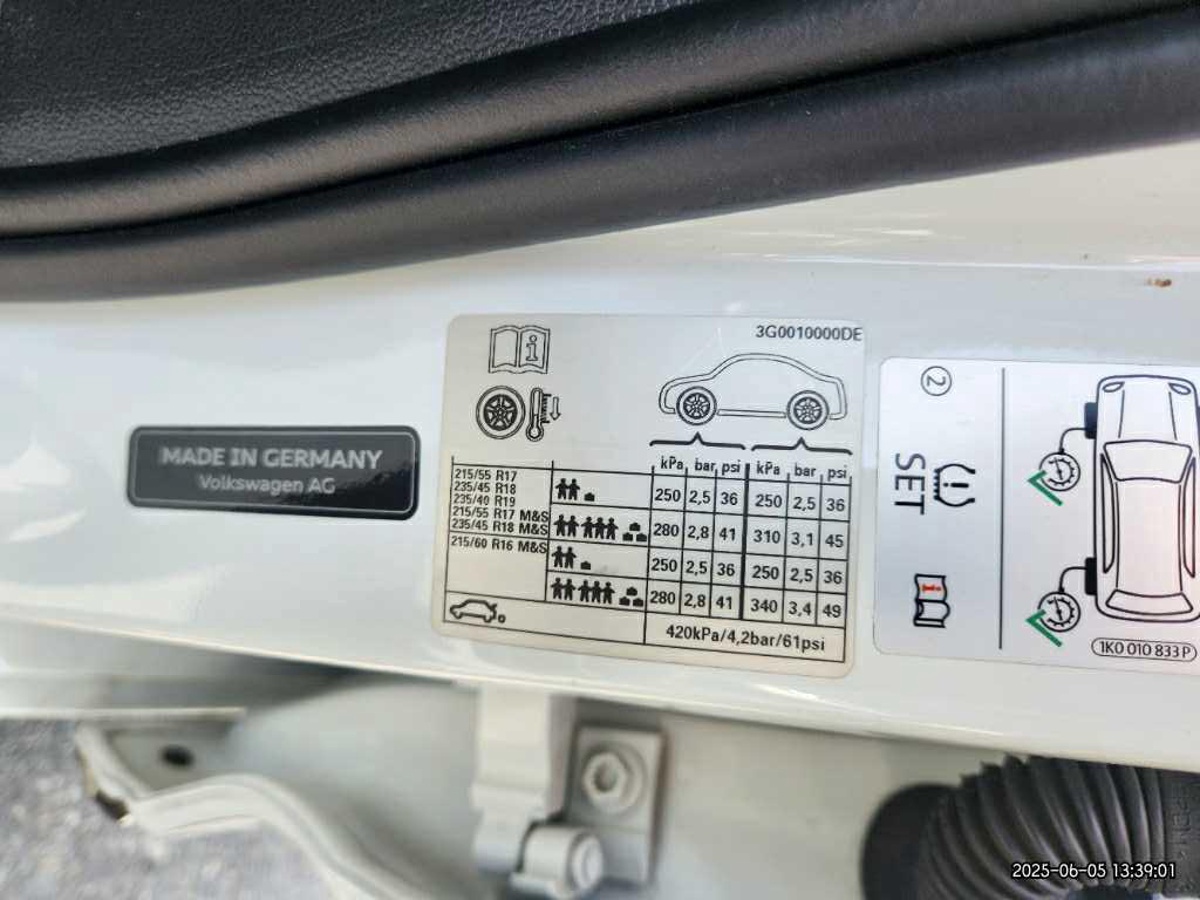 MADE IN GERMANY
Volkswagen AG
3G0010000DE
i
kPa bar psi kPa bar psi
215/55 R17
235/45 R18
235/40 R19
215/55 R17 M&S
235/45 R18 M&S
250 2,5 36 250 2,5 36
280 2,8 41 310 3,1 45
215/60 R16 M&S
250 2,5 36 250 2,5 36
280 2,8 41 340 3,4 49
420kPa/4,2bar/61psi
2
SET
i
1K0 010 833 P
2025-06-05 13:39:01